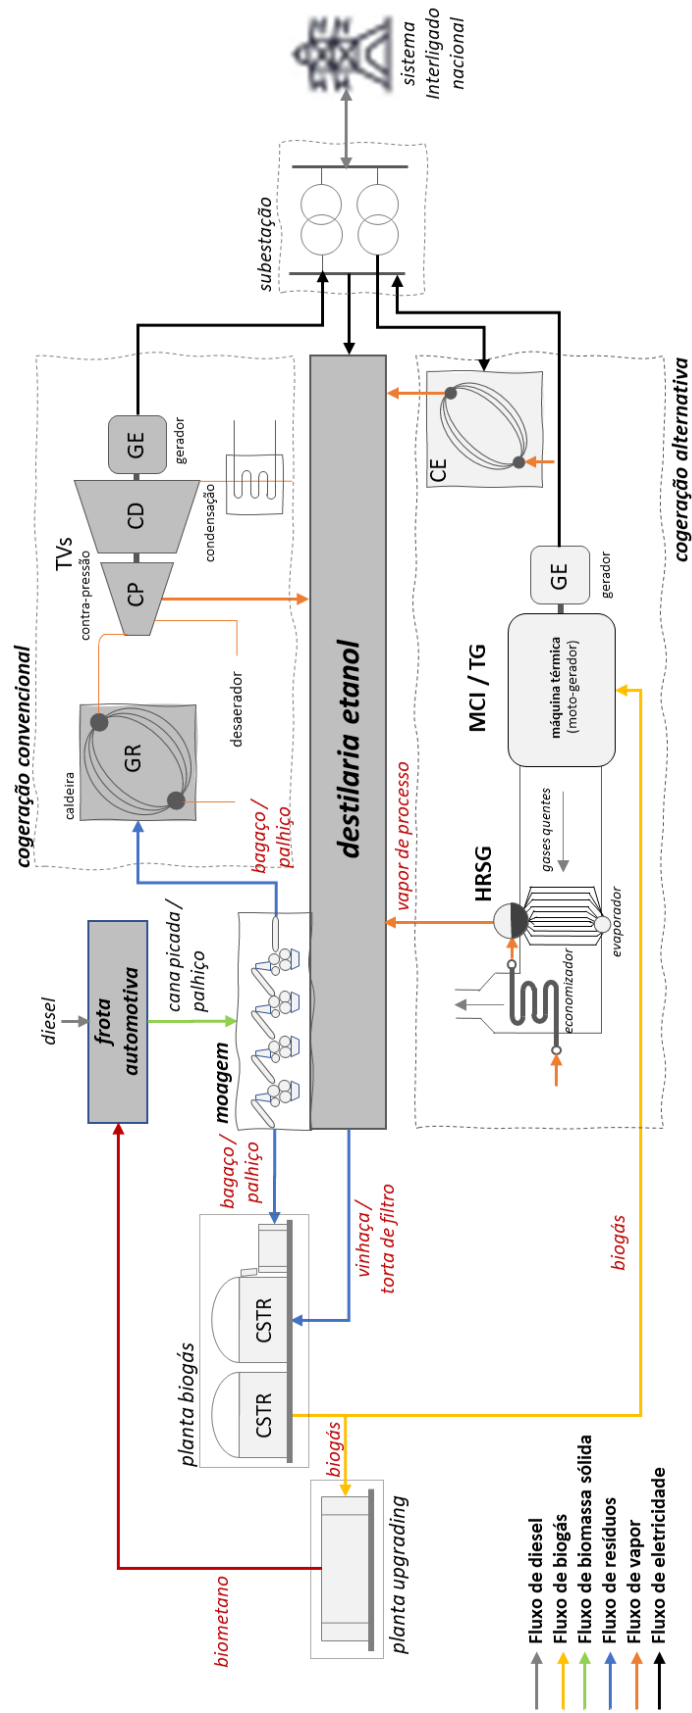 cogeração convencional
TVs
contra-pressão
caldeira
GR
CP
CD
GE
gerador
condensação
desaerador
sistema
Interligado
nacional
subestação
diesel
frota
automotiva
cana picada/
palhiço
bagaço/
palhiço
moagem
bagaço/
palhiço
destilaria etanol
planta biogás
CSTR
CSTR
vinhaça/
torta de filtro
biogás
biometano
planta upgrading
vapor de processo
HRSG
MCI / TG
gases quentes
evaporador
economizador
máquina térmica
(moto-gerador)
GE
gerador
CE
cogeração alternativa
biogás
Fluxo de diesel
Fluxo de biogás
Fluxo de biomassa sólida
Fluxo de resíduos
Fluxo de vapor
Fluxo de eletricidade